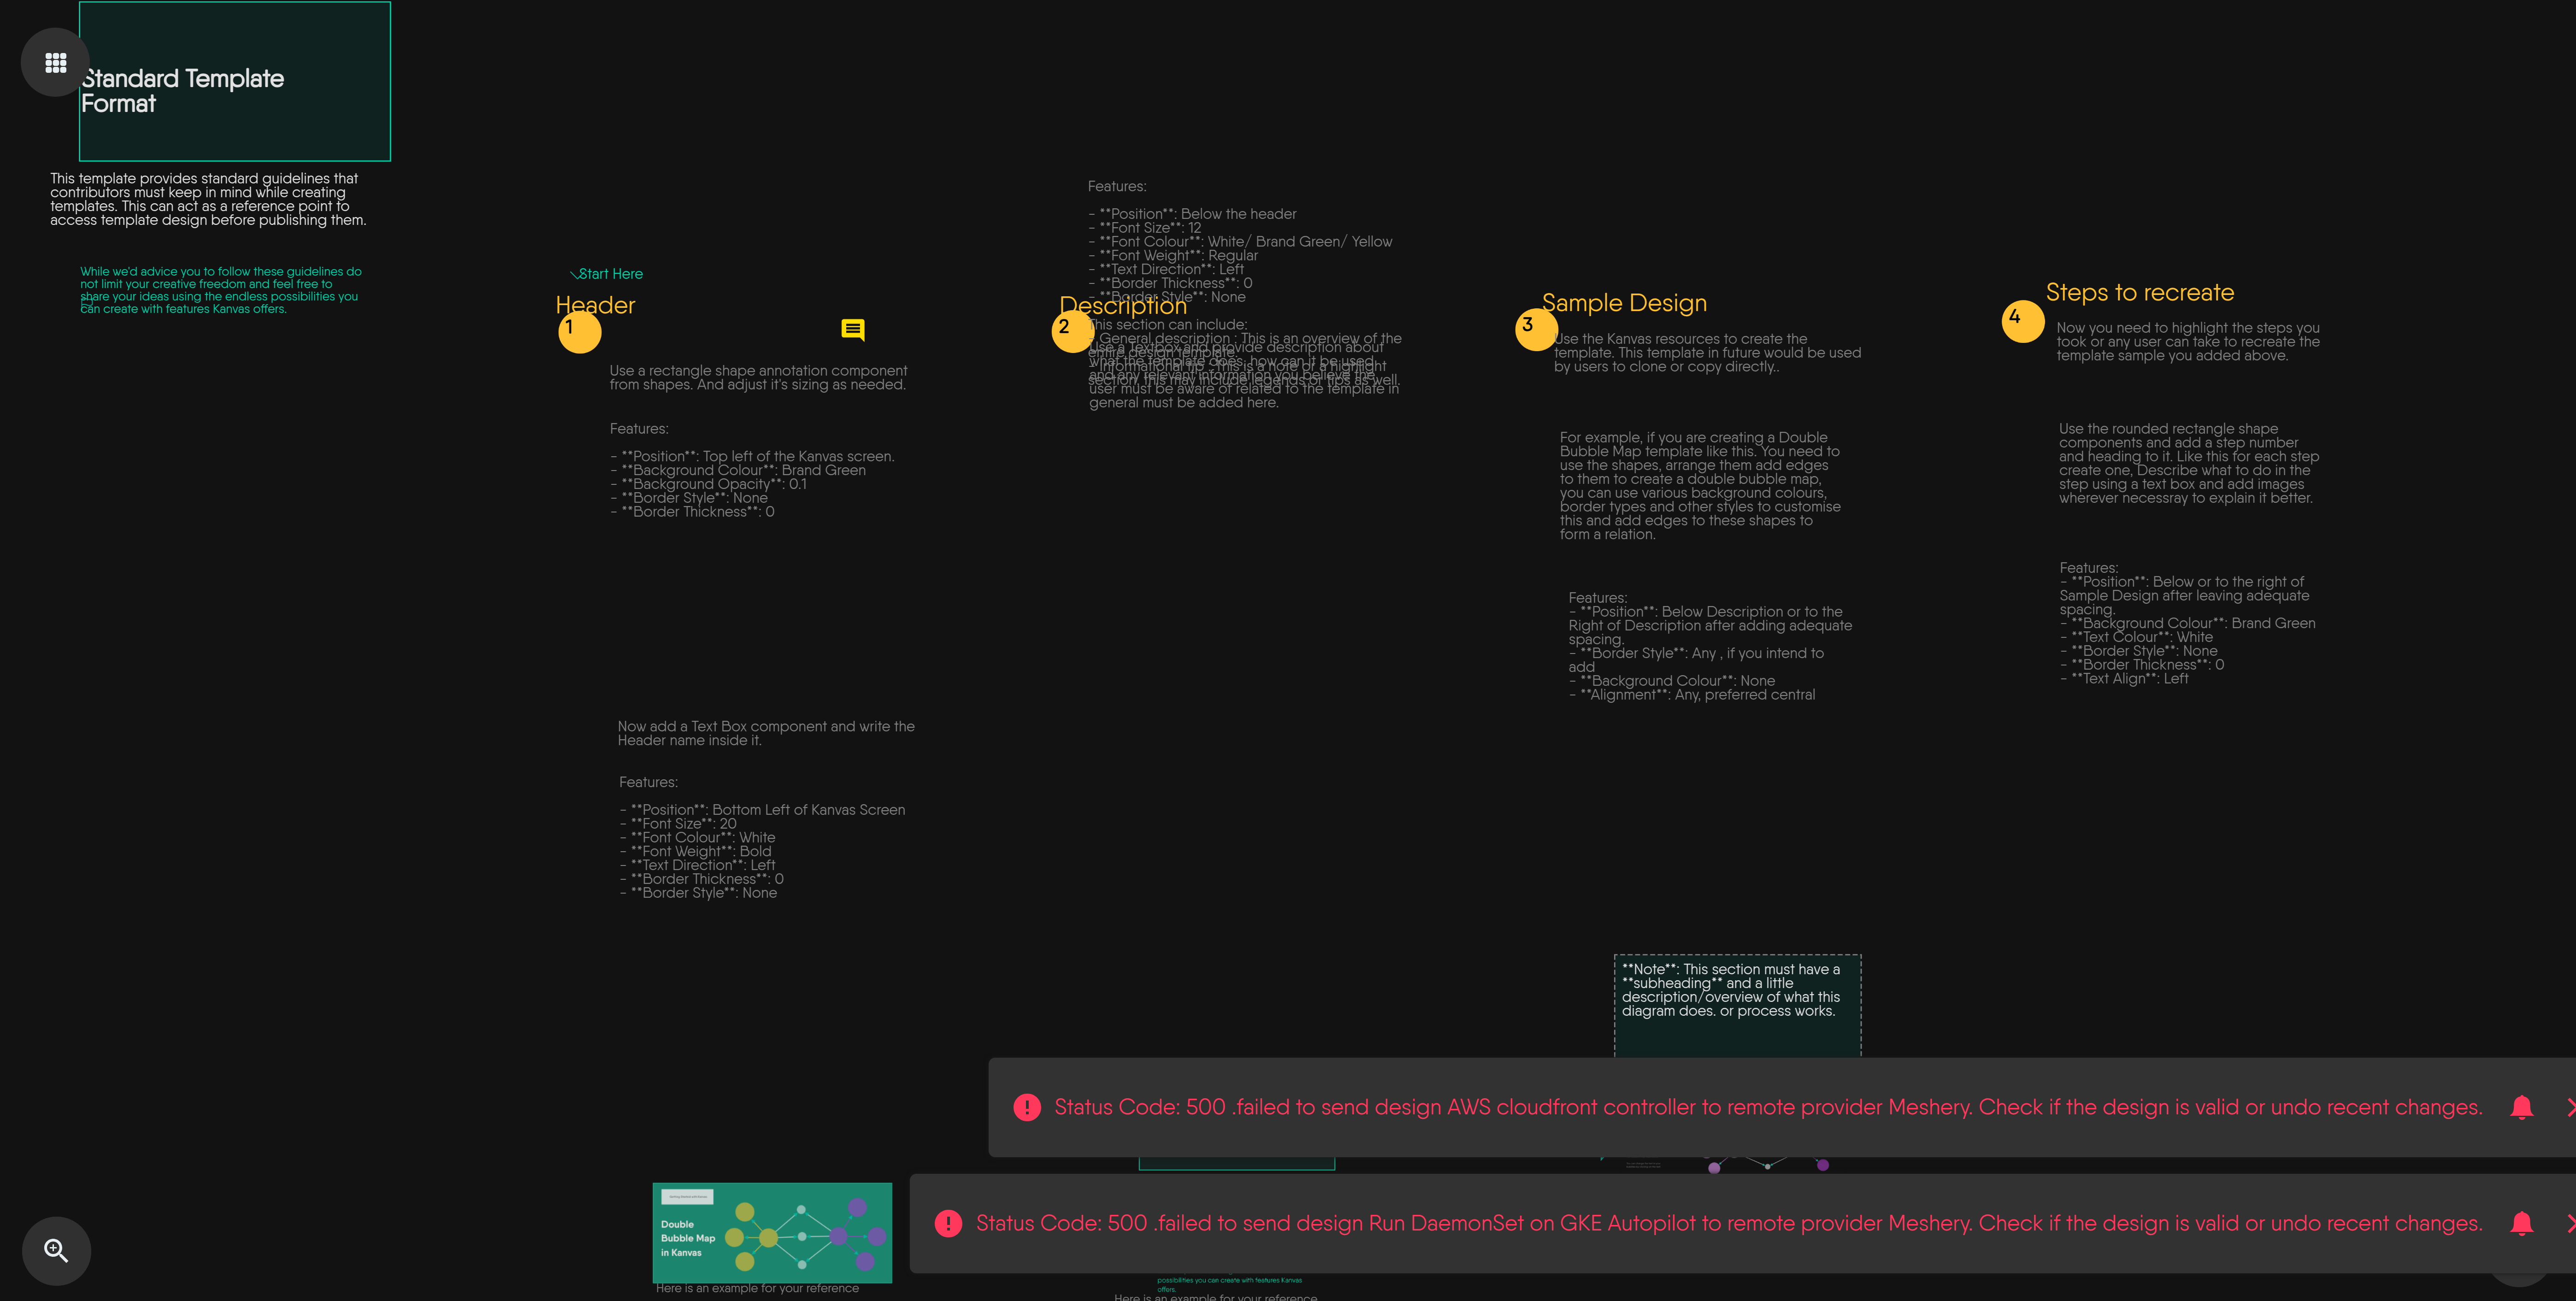 Standard Template
Format
This template provides standard guidelines that
contributors must keep in mind while creating
templates. This can act as a reference point to
access template design before publishing them.
While we'd advice you to follow these guidelines do
not limit your creative freedom and feel free to
share your ideas using the endless possibilities you
can create with features Kanvas offers.
Start Here
Header
1
Use a rectangle shape annotation component
from shapes. And adjust it's sizing as needed.
Features:
- **Position**: Top left of the Kanvas screen.
- **Background Colour**: Brand Green
- **Background Opacity**: 0.1
- **Border Style**: None
- **Border Thickness**: 0
Now add a Text Box component and write the
Header name inside it.
Features:
- **Position**: Bottom Left of Kanvas Screen
- **Font Size**: 20
- **Font Colour**: White
- **Font Weight**: Bold
- **Text Direction**: Left
- **Border Thickness**: 0
- **Border Style**: None
Double
Bubble Map
in Kanvas
Here is an example for your reference
Features:
- **Position**: Below the header
- **Font Size**: 12
- **Font Colour**: White/ Brand Green/ Yellow
- **Font Weight**: Regular
- **Text Direction**: Left
- **Border Thickness**: 0
- **Border Style**: None
Description
2
This section can include:
- General description : This is an overview of the
entire design template.
- Informational tip - This is a note or a highlight
section, this may include legends or tips as well.
Use a Textbox and provide description about
what the template does, how can it be used
and any relevant information you believe the
user must be aware of related to the template in
general must be added here.
possibilities you can create with features Kanvas
offers.
Here is an example for your reference
Sample Design
3
Use the Kanvas resources to create the
template. This template in future would be used
by users to clone or copy directly..
For example, if you are creating a Double
Bubble Map template like this. You need to
use the shapes, arrange them add edges
to them to create a double bubble map,
you can use various background colours,
border types and other styles to customise
this and add edges to these shapes to
form a relation.
Features:
- **Position**: Below Description or to the
Right of Description after adding adequate
spacing.
- **Border Style**: Any , if you intend to
add
- **Background Colour**: None
- **Alignment**: Any, preferred central
**Note**: This section must have a
**subheading** and a little
description/overview of what this
diagram does. or process works.
Steps to recreate
4
Now you need to highlight the steps you
took or any user can take to recreate the
template sample you added above.
Use the rounded rectangle shape
components and add a step number
and heading to it. Like this for each step
create one, Describe what to do in the
step using a text box and add images
wherever necessray to explain it better.
Features:
- **Position**: Below or to the right of
Sample Design after leaving adequate
spacing.
- **Background Colour**: Brand Green
- **Text Colour**: White
- **Border Style**: None
- **Border Thickness**: 0
- **Text Align**: Left
Status Code: 500 .failed to send design AWS cloudfront controller to remote provider Meshery. Check if the design is valid or undo recent changes.
Status Code: 500 .failed to send design Run DaemonSet on GKE Autopilot to remote provider Meshery. Check if the design is valid or undo recent changes.